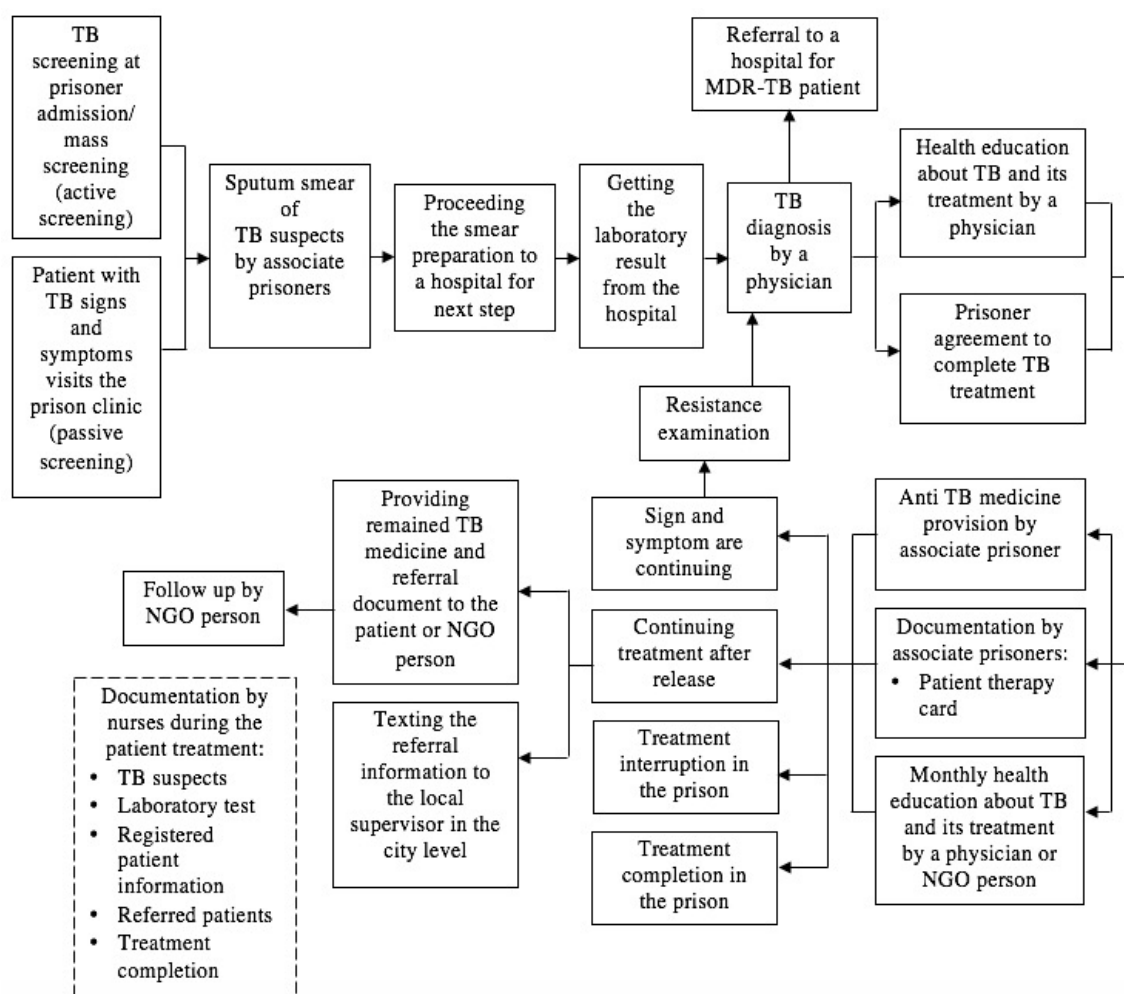 TB
screening at
prisoner
admission/
mass
screening
(active
screening)
Patient with
TB signs
and
symptoms
visits the
prison clinic
(passive
screening)
Sputum smear
of
TB suspects
by associate
prisoners
Proceeding
the smear
preparation to
a hospital for
next step
Getting
the
laboratory
result
from the
hospital
Referral to a
hospital for
MDR-TB patient
TB
diagnosis
by a
physician
Health education
about TB and its
treatment by a
physician
Prisoner
agreement to
complete TB
treatment
Resistance
examination
Anti TB medicine
provision by
associate prisoner
Documentation by
associate prisoners:
• Patient therapy
card
Monthly health
education about TB
and its treatment
by a physician or
NGO person
Sign and
symptom are
continuing
Continuing
treatment after
release
Treatment
interruption in
the prison
Treatment
completion in
the prison
Providing
remained TB
medicine and
referral
document to the
patient or NGO
person
Texting the
referral
information to
the local
supervisor in the
city level
Follow up by
NGO person
Documentation by
nurses during the
patient treatment:
• TB suspects
• Laboratory test
• Registered
patient
information
• Referred patients
• Treatment
completion